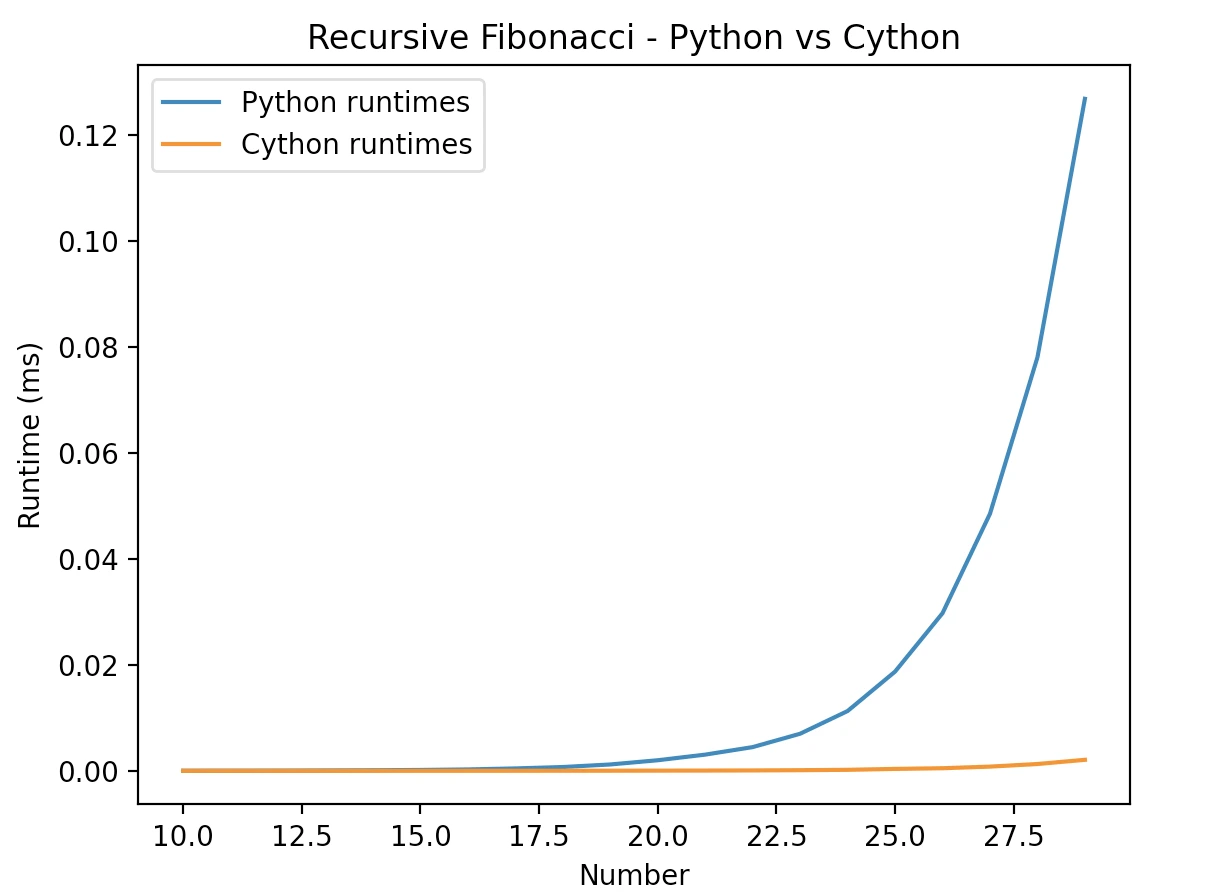 Recursive Fibonacci - Python vs Cython
Python runtimes
Cython runtimes
0.12
0.10
0.08
0.06
0.04
0.02
0.00
Runtime (ms)
10.0 12.5 15.0 17.5 20.0 22.5 25.0 27.5
Number